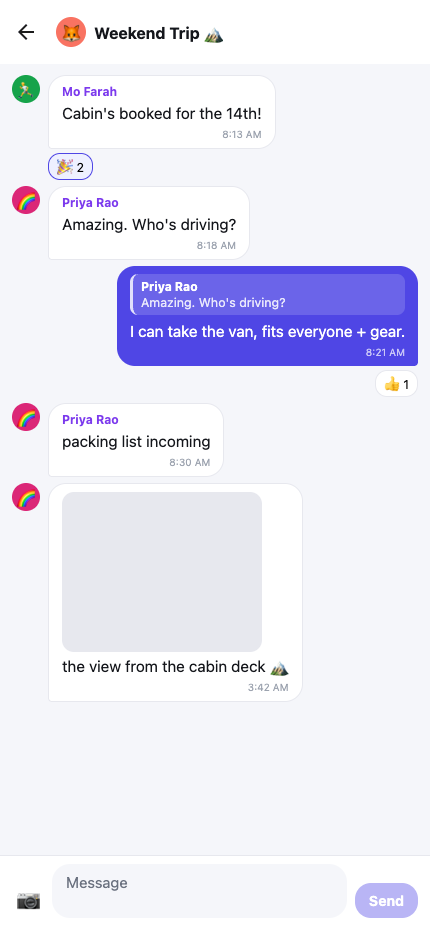 Weekend Trip 🏔️
Mo Farah
Cabin's booked for the 14th!
8:13 AM
🎉 2
Priya Rao
Amazing. Who's driving?
8:18 AM
Priya Rao
Amazing. Who's driving?
I can take the van, fits everyone + gear.
8:21 AM
👍 1
Priya Rao
packing list incoming
8:30 AM
the view from the cabin deck 🏔️
3:42 AM
Message
Send